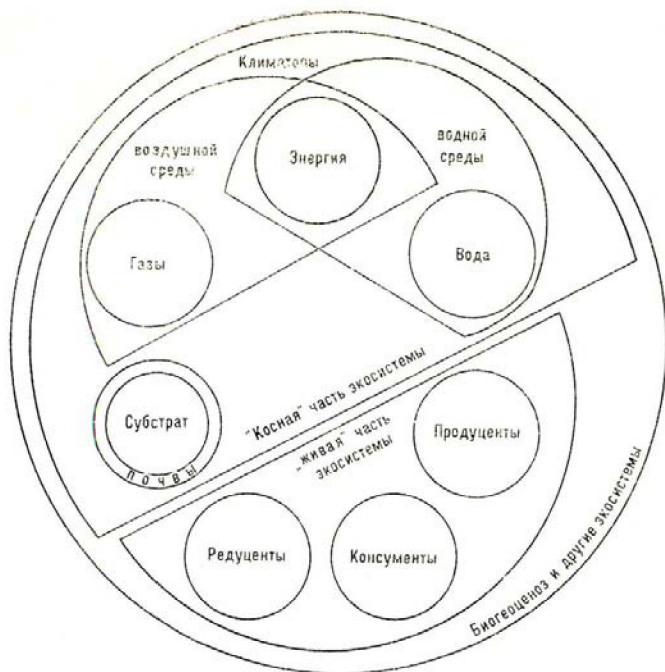 Климатопы
воздушной
среды
Энергия
водной
среды
Газы
Вода
Субстрат
почвы
"Косная" часть экосистемы
"Живая" часть
экосистемы
Продуценты
Редуценты
Консументы
Биогеоценоз и другие экосистемы